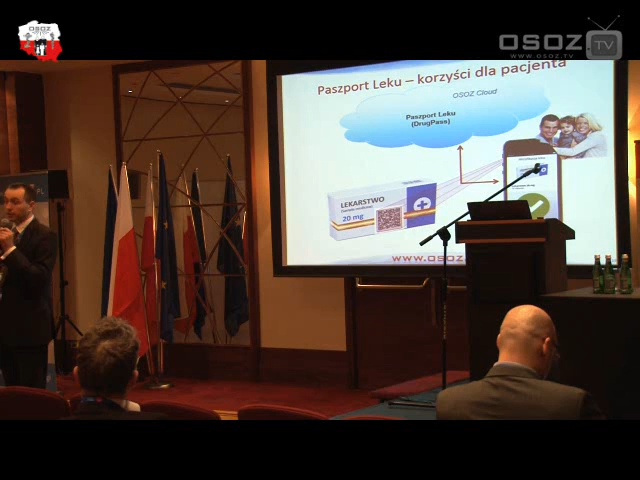 OSOZ
OSOZ.TV
www.osoz.tv
Paszport Leku – korzyści dla pacjenta
OSOZ Cloud
Paszport Leku
(DrugPass)
LEKARSTWO
20 mg
www.osoz.